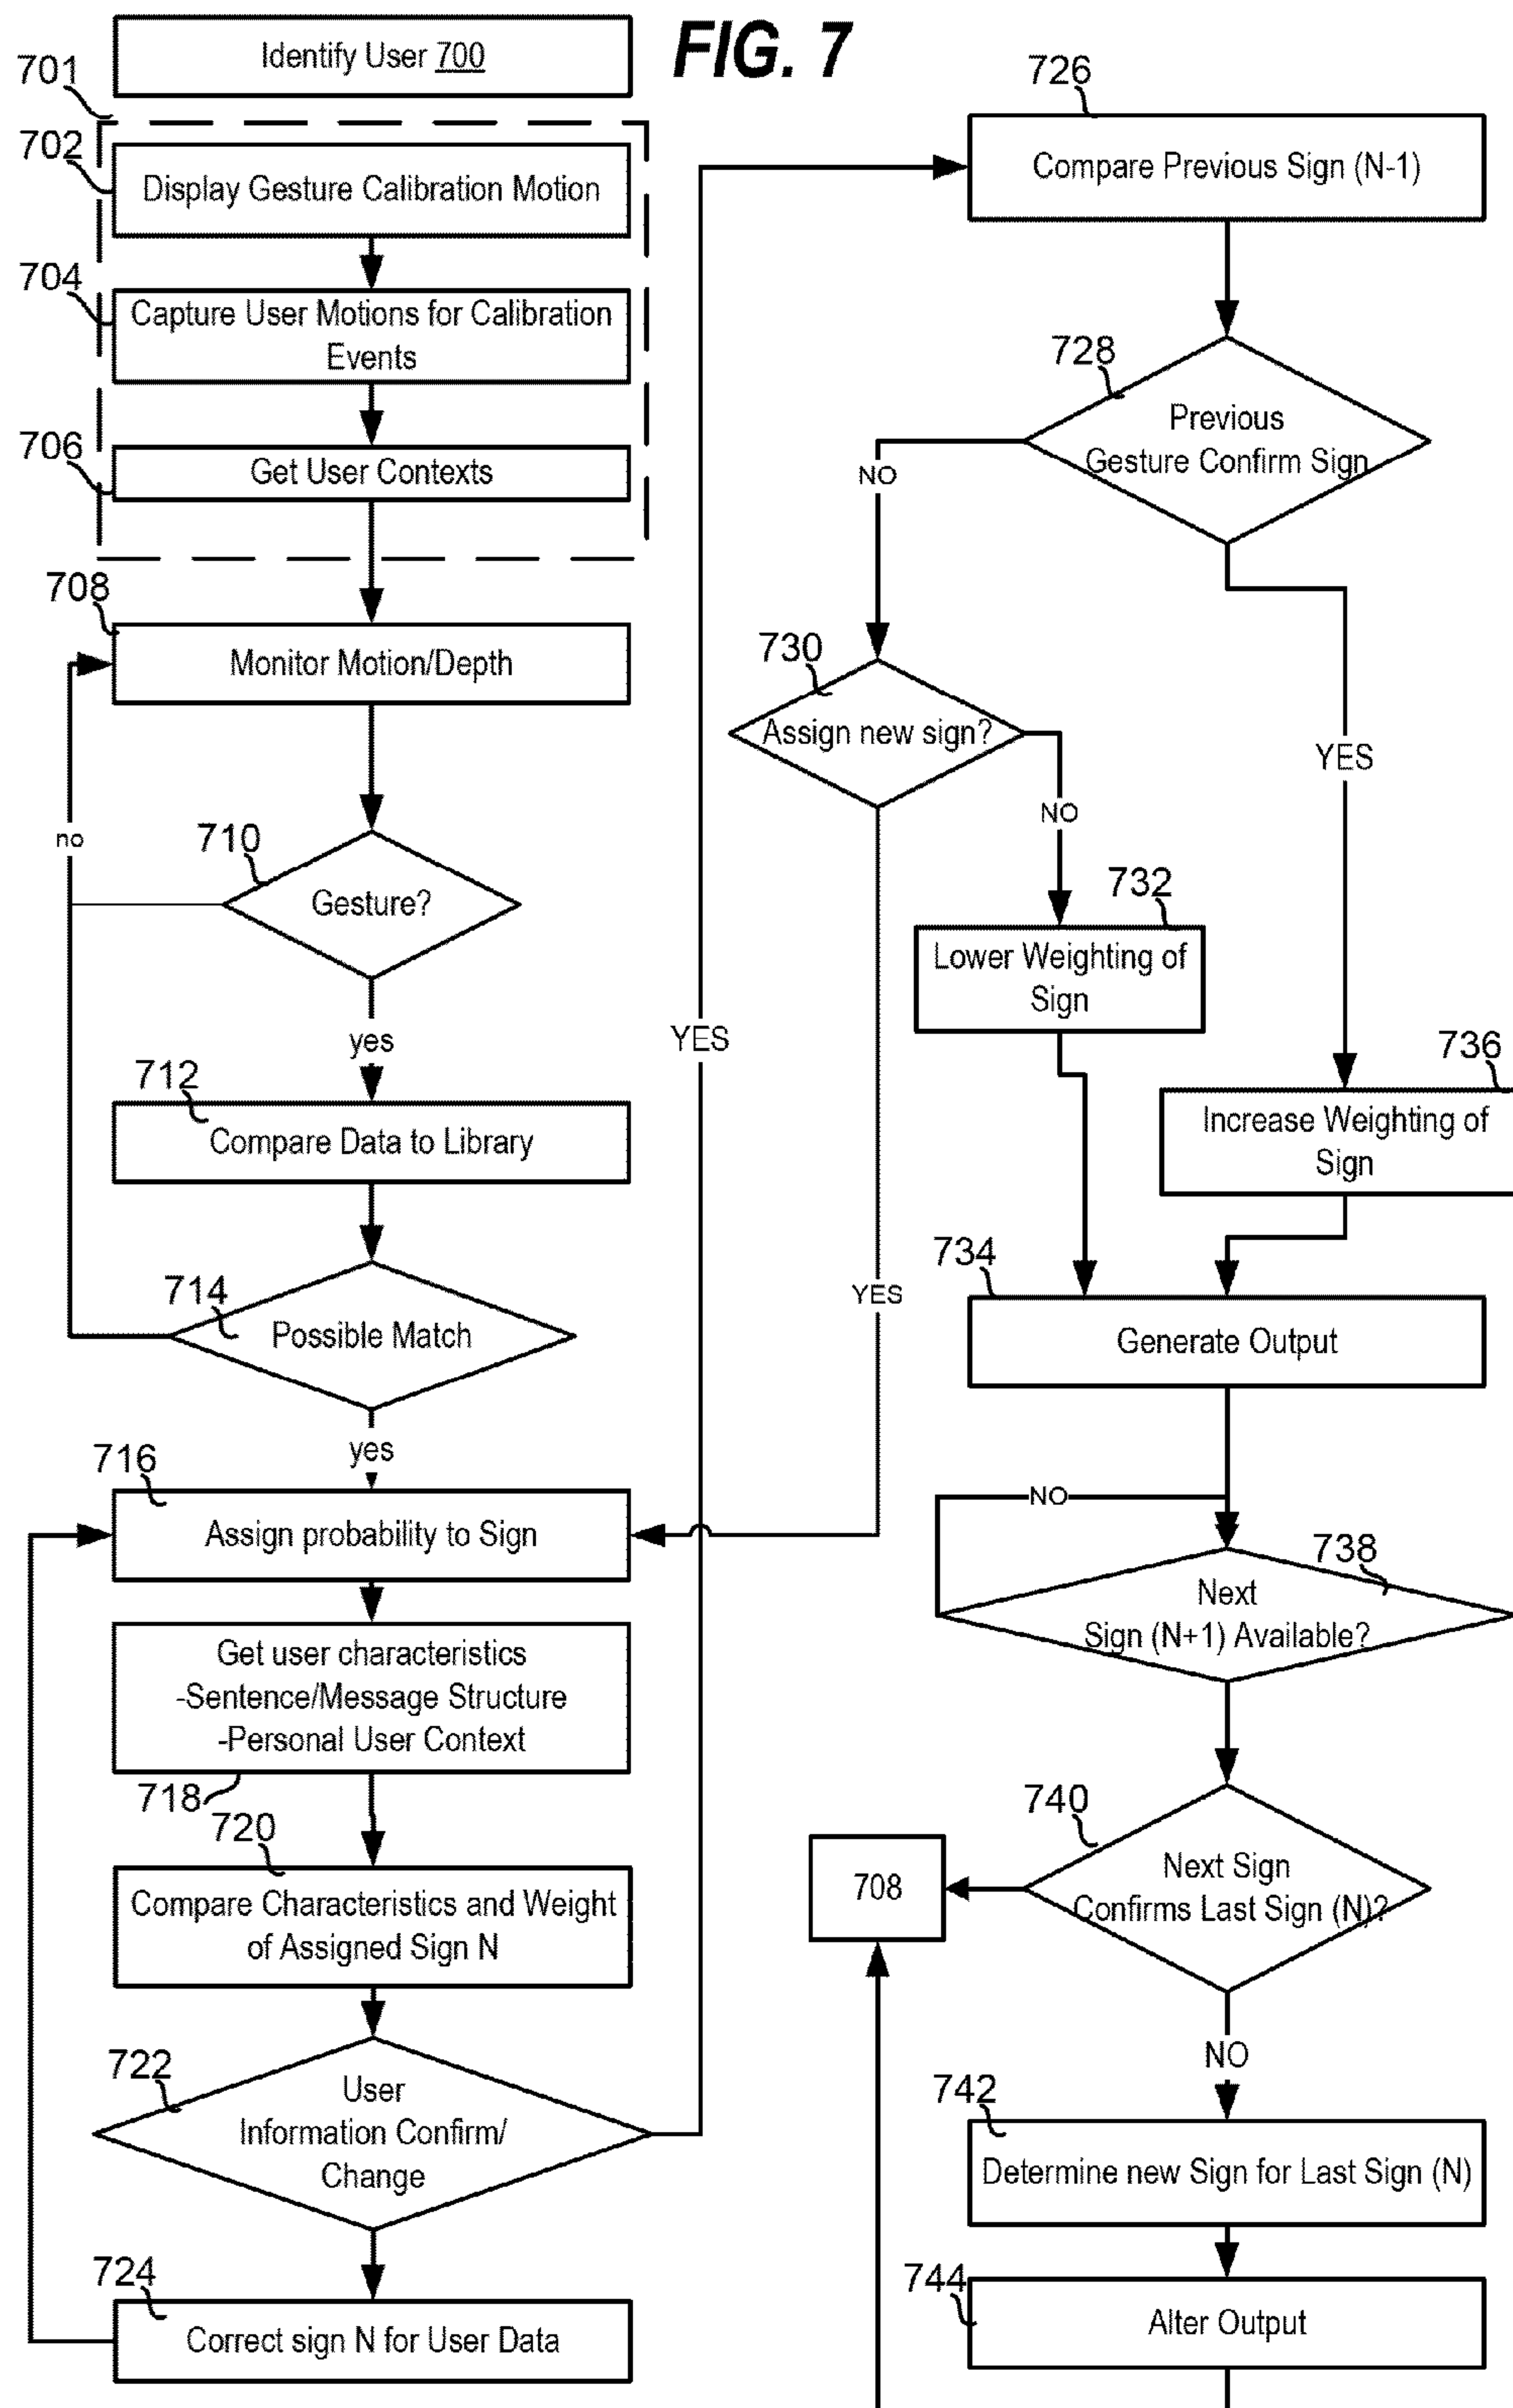 FIG. 7
Identify User 700
701
702
Display Gesture Calibration Motion
704
Capture User Motions for Calibration
Events
706
Get User Contexts
708
Monitor Motion/Depth
no
710
Gesture?
yes
712
Compare Data to Library
714
Possible Match
yes
716
Assign probability to Sign
Get user characteristics
-Sentence/Message Structure
-Personal User Context
718
720
Compare Characteristics and Weight
of Assigned Sign N
722
User
Information Confirm/
Change
YES
724
Correct sign N for User Data
726
Compare Previous Sign (N-1)
728
Previous
Gesture Confirm Sign
NO
YES
730
Assign new sign?
NO
YES
732
Lower Weighting of
Sign
736
Increase Weighting of
Sign
734
Generate Output
NO
738
Next
Sign (N+1) Available?
740
Next Sign
Confirms Last Sign (N)?
708
NO
742
Determine new Sign for Last Sign (N)
744
Alter Output